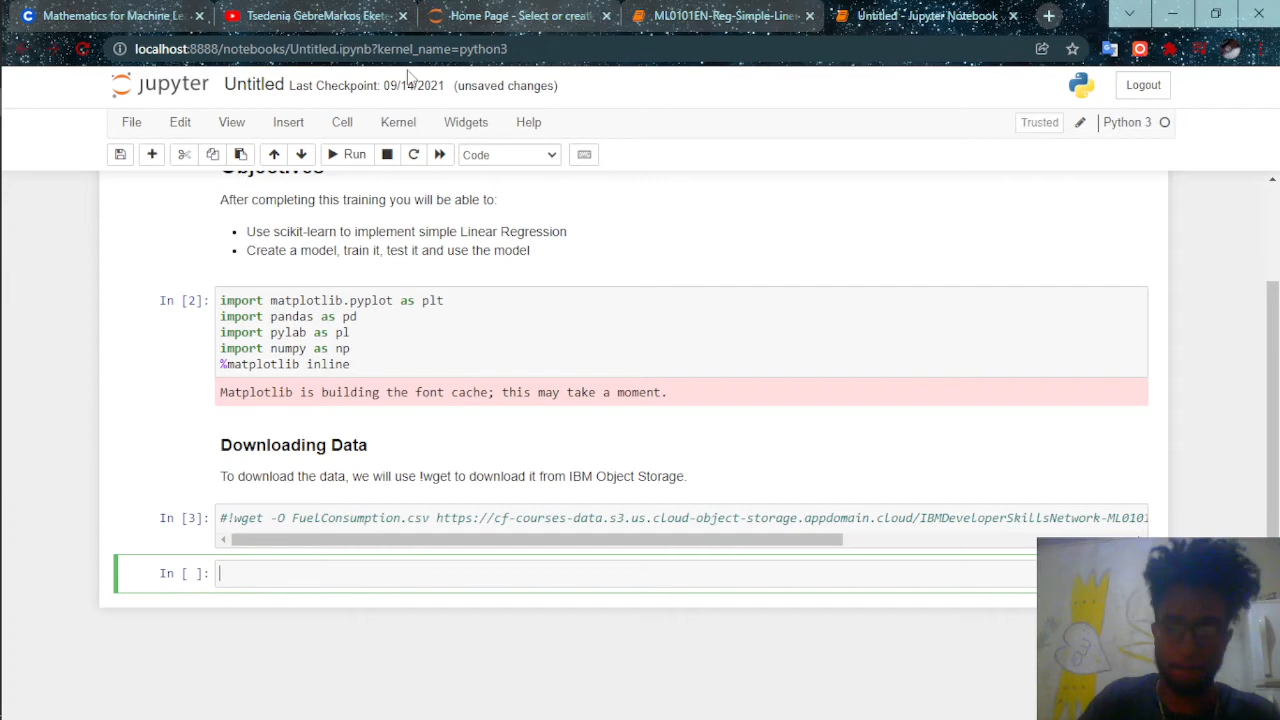 Mathematics for Machine Le
Tsedenia GebreMarkos Eket
Home Page - Select or creat
ML0101EN-Reg-Simple-Line
Untitled - Jupyter Notebook
localhost:8888/notebooks/Untitled.ipynb?kernel_name=python3
jupyter Untitled Last Checkpoint: 09/14/2021 (unsaved changes)
Logout
File Edit View Insert Cell Kernel Widgets Help
Trusted Python 3
Run Code
Objectives
After completing this training you will be able to:
• Use scikit-learn to implement simple Linear Regression
• Create a model, train it, test it and use the model
In [2]: import matplotlib.pyplot as plt
import pandas as pd
import pylab as pl
import numpy as np
%matplotlib inline
Matplotlib is building the font cache; this may take a moment.
Downloading Data
To download the data, we will use !wget to download it from IBM Object Storage.
In [3]: #!wget -O FuelConsumption.csv https://cf-courses-data.s3.us.cloud-object-storage.appdomain.cloud/IBMDeveloperSkillsNetwork-ML0101
In [ ]: